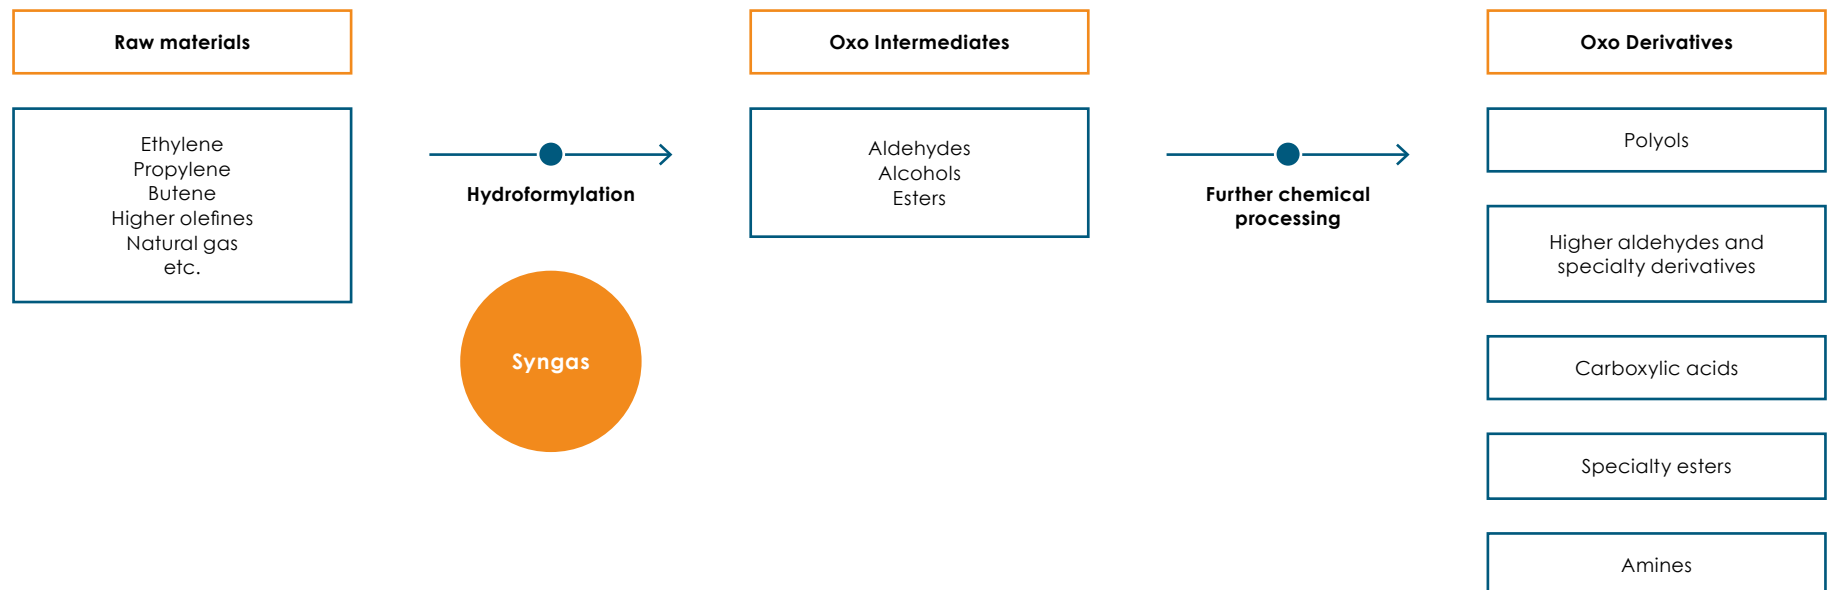 Raw materials
Ethylene
Propylene
Butene
Higher olefines
Natural gas
etc.
Hydroformylation
Syngas
Oxo Intermediates
Aldehydes
Alcohols
Esters
Further chemical
processing
Oxo Derivatives
Polyols
Higher aldehydes and
specialty derivatives
Carboxylic acids
Specialty esters
Amines